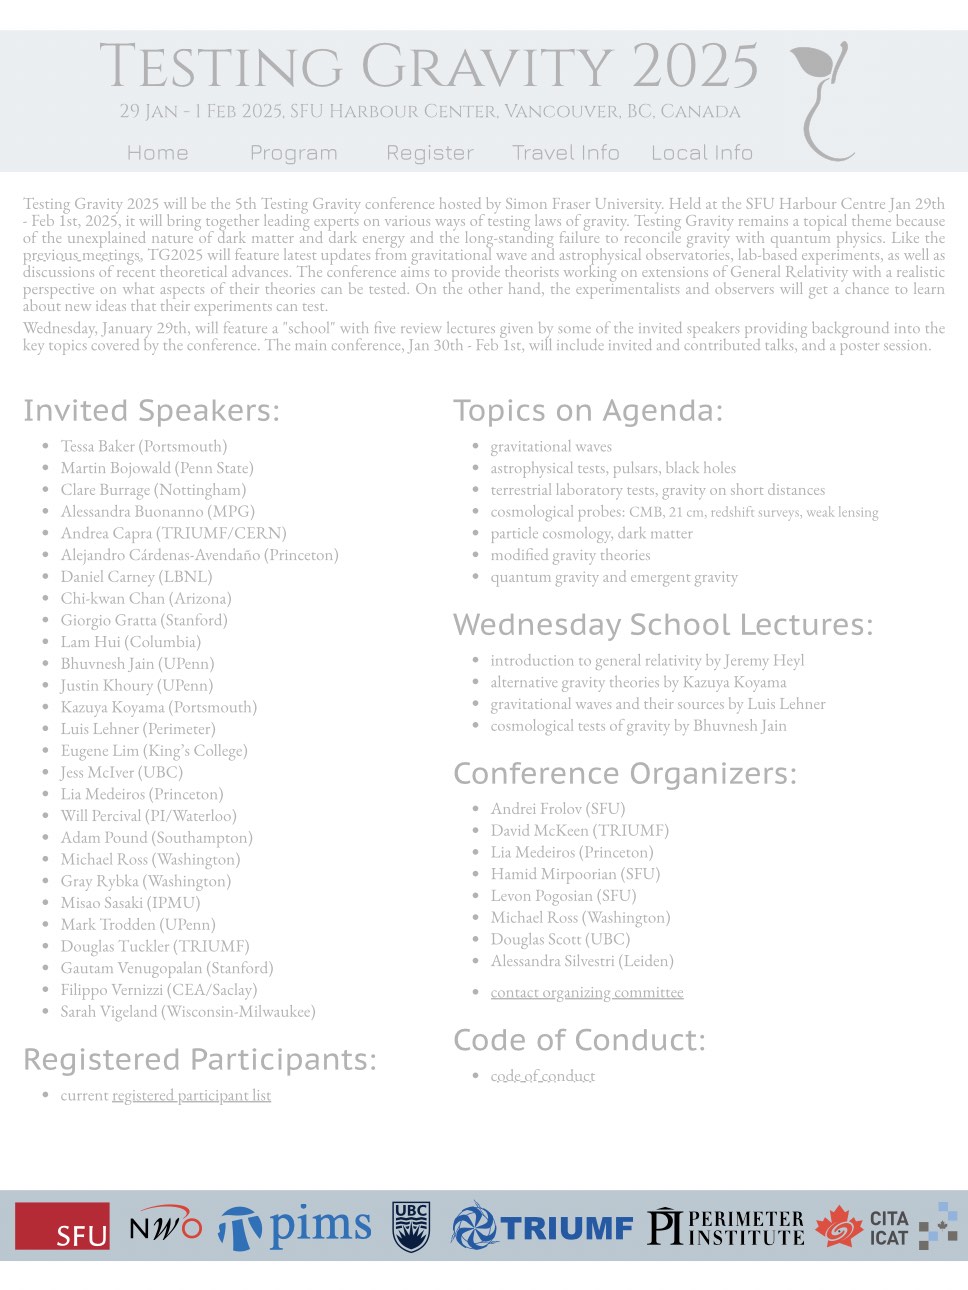 Testing Gravity 2025
29 Jan - 1 Feb 2025, SFU Harbour Center, Vancouver, BC, Canada
Home Program Register Travel Info Local Info
Testing Gravity 2025 will be the 5th Testing Gravity conference hosted by Simon Fraser University. Held at the SFU Harbour Centre Jan 29th
- Feb 1st, 2025, it will bring together leading experts on various ways of testing laws of gravity. Testing Gravity remains a topical theme because
of the unexplained nature of dark matter and dark energy and the long-standing failure to reconcile gravity with quantum physics. Like the
previous meetings, TG2025 will feature latest updates from gravitational wave and astrophysical observatories, lab-based experiments, as well as
discussions of recent theoretical advances. The conference aims to provide theorists working on extensions of General Relativity with a realistic
perspective on what aspects of their theories can be tested. On the other hand, the experimentalists and observers will get a chance to learn
about new ideas that their experiments can test.
Wednesday, January 29th, will feature a "school" with five review lectures given by some of the invited speakers providing background into the
key topics covered by the conference. The main conference, Jan 30th - Feb 1st, will include invited and contributed talks, and a poster session.
Invited Speakers:
• Tessa Baker (Portsmouth)
• Martin Bojowald (Penn State)
• Clare Burrage (Nottingham)
• Alessandra Buonanno (MPG)
• Andrea Capra (TRIUMF/CERN)
• Alejandro Cárdenas-Avendaño (Princeton)
• Daniel Carney (LBNL)
• Chi-kwan Chan (Arizona)
• Giorgio Gratta (Stanford)
• Lam Hui (Columbia)
• Bhuvnesh Jain (UPenn)
• Justin Khoury (UPenn)
• Kazuya Koyama (Portsmouth)
• Luis Lehner (Perimeter)
• Eugene Lim (King's College)
• Jess McIver (UBC)
• Lia Medeiros (Princeton)
• Will Percival (PI/Waterloo)
• Adam Pound (Southampton)
• Michael Ross (Washington)
• Gray Rybka (Washington)
• Misao Sasaki (IPMU)
• Mark Trodden (UPenn)
• Douglas Tuckler (TRIUMF)
• Gautam Venugopalan (Stanford)
• Filippo Vernizzi (CEA/Saclay)
• Sarah Vigeland (Wisconsin-Milwaukee)
Registered Participants:
• current registered participant list
Topics on Agenda:
• gravitational waves
• astrophysical tests, pulsars, black holes
• terrestrial laboratory tests, gravity on short distances
• cosmological probes: CMB, 21 cm, redshift surveys, weak lensing
• particle cosmology, dark matter
• modified gravity theories
• quantum gravity and emergent gravity
Wednesday School Lectures:
• introduction to general relativity by Jeremy Heyl
• alternative gravity theories by Kazuya Koyama
• gravitational waves and their sources by Luis Lehner
• cosmological tests of gravity by Bhuvnesh Jain
Conference Organizers:
• Andrei Frolov (SFU)
• David McKeen (TRIUMF)
• Lia Medeiros (Princeton)
• Hamid Mirpoorian (SFU)
• Levon Pogosian (SFU)
• Michael Ross (Washington)
• Douglas Scott (UBC)
• Alessandra Silvestri (Leiden)
• contact organizing committee
Code of Conduct:
• code of conduct
SFU NWO pims UBC TRIUMF PI PERIMETER INSTITUTE CITA ICAT